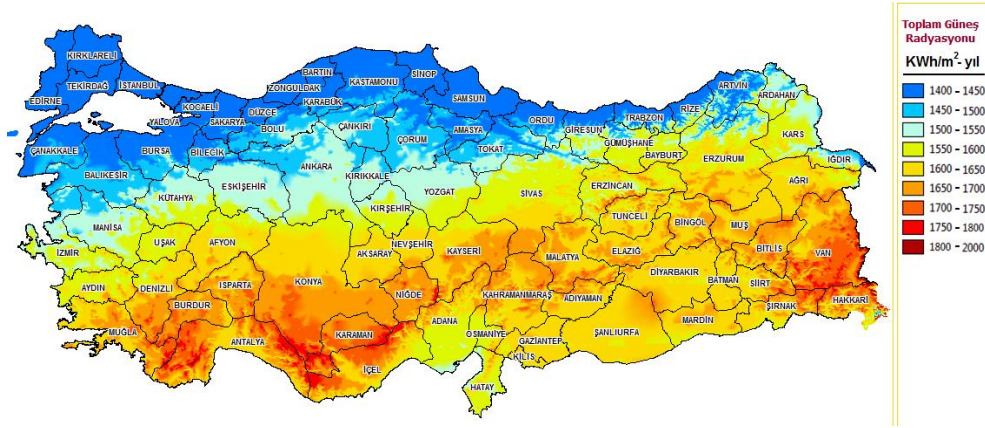 Toplam Güneş
Radyasyonu
KWh/m²- yıl
1400 - 1450
1450 - 1500
1500 - 1550
1550 - 1600
1600 - 1650
1650 - 1700
1700 - 1750
1750 - 1800
1800 - 2000
KIRKLARELİ
TEKİRDAĞ
İSTANBUL
EDİRNE
KOCAELİ
YALOVA
SAKARYA
DÜZCE
BOLU
ZONGULDAK
BARTIN
KARABÜK
KASTAMONU
SİNOP
SAMSUN
ÇANKIRI
ÇORUM
AMASYA
TOKAT
ORDU
GİRESUN
TRABZON
RİZE
ARTVİN
ARDAHAN
GÜMÜŞHANE
BAYBURT
ERZURUM
KARS
IĞDIR
AĞRI
ÇANAKKALE
BALIKESİR
BURSA
BİLECİK
KÜTAHYA
ESKİŞEHİR
ANKARA
KIRIKKALE
KIRŞEHİR
YOZGAT
SİVAS
ERZİNCAN
TUNCELİ
BİNGÖL
MUŞ
BİTLİS
VAN
MANİSA
İZMİR
UŞAK
AFYON
AKSARAY
NEVŞEHİR
KAYSERİ
MALATYA
ELAZIĞ
DİYARBAKIR
BATMAN
SİİRT
ŞIRNAK
HAKKARİ
AYDIN
DENİZLİ
BURDUR
ISPARTA
KONYA
NİĞDE
KAHRAMANMARAŞ
ADIYAMAN
ŞANLIURFA
MARDİN
MUĞLA
ANTALYA
KARAMAN
İÇEL
ADANA
OSMANİYE
GAZİANTEP
KİLİS
HATAY